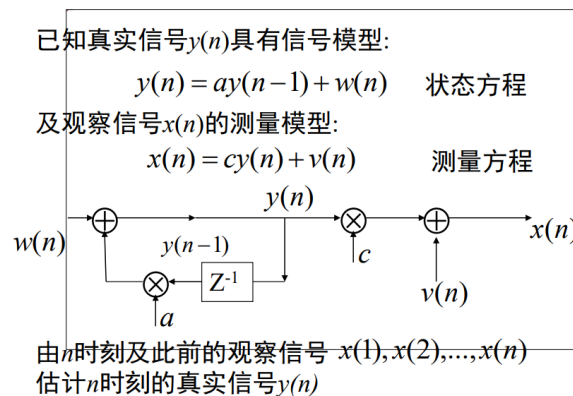 已知真实信号y(n)具有信号模型:
y(n) = ay(n−1) + w(n) 状态方程
及观察信号x(n)的测量模型:
x(n) = cy(n) + v(n) 测量方程
y(n)
w(n)
y(n−1)
x(n)
c
Z⁻¹
v(n)
a
由n时刻及此前的观察信号 x(1), x(2),..., x(n)
估计n时刻的真实信号y(n)